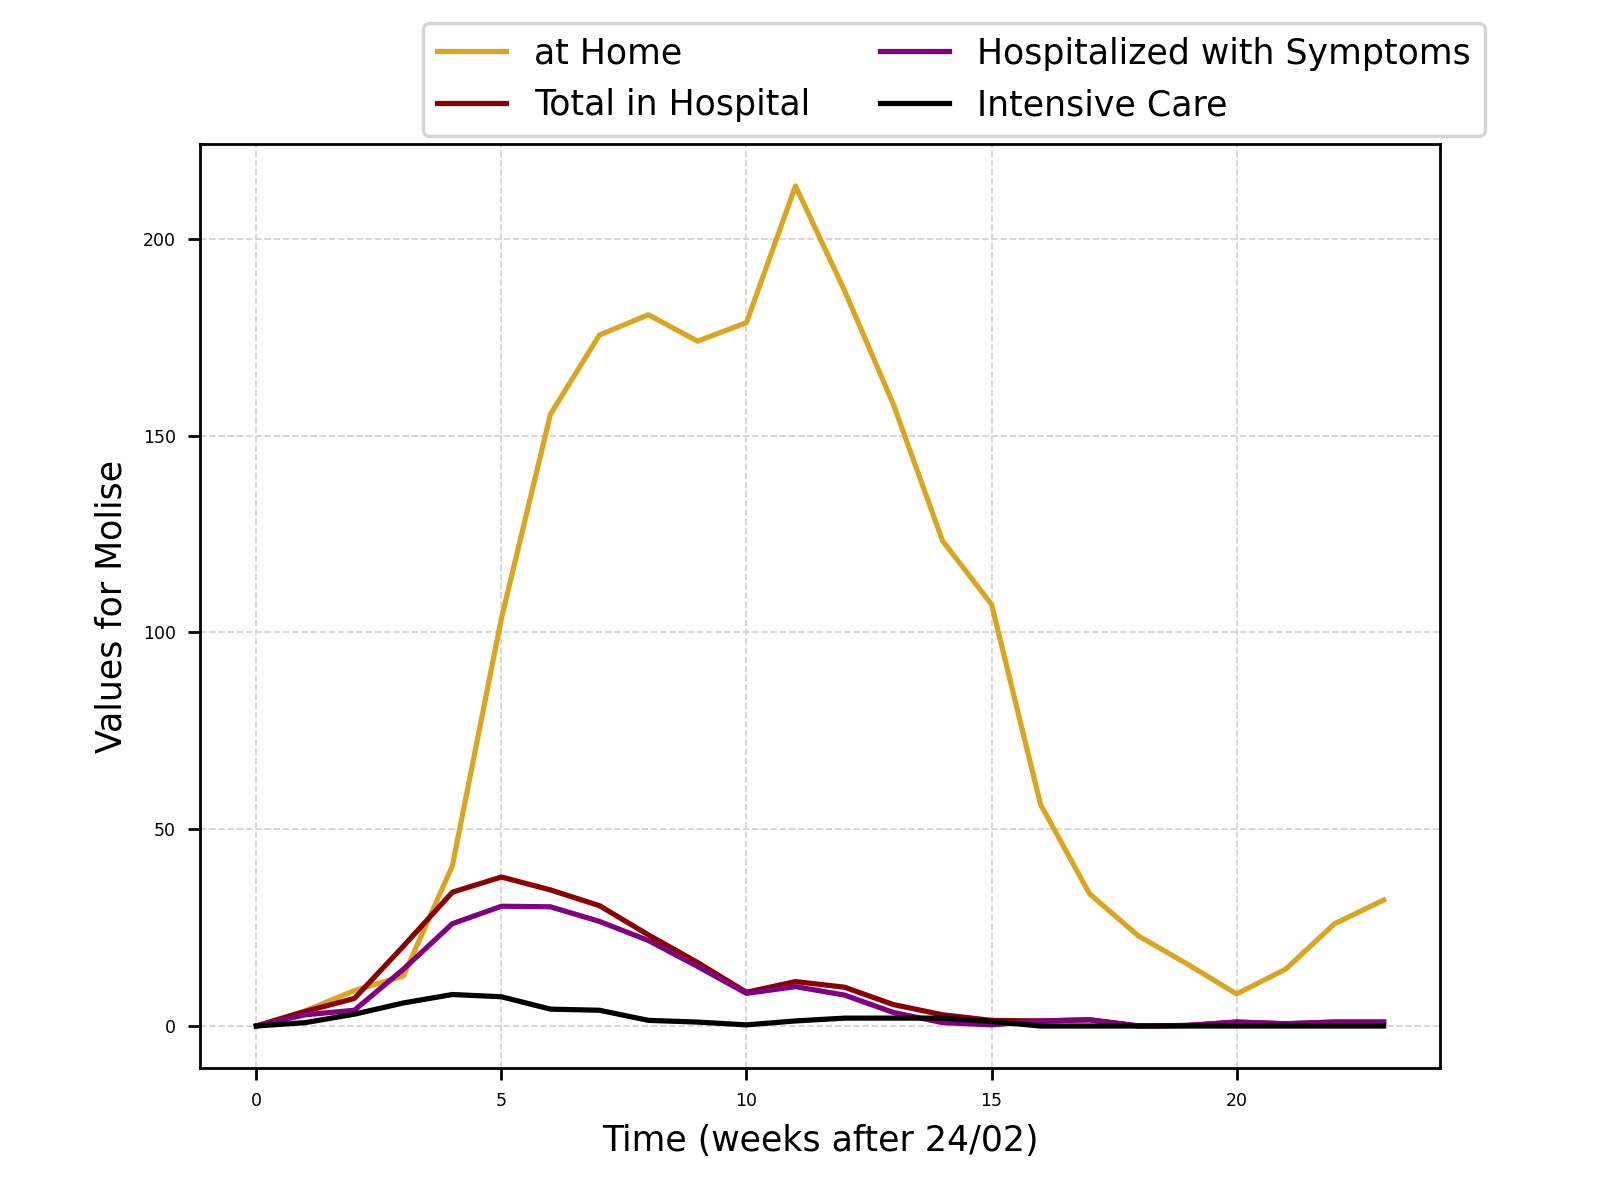 at Home
Total in Hospital
Hospitalized with Symptoms
Intensive Care
Values for Molise
200
150
100
50
0
0 5 10 15 20
Time (weeks after 24/02)